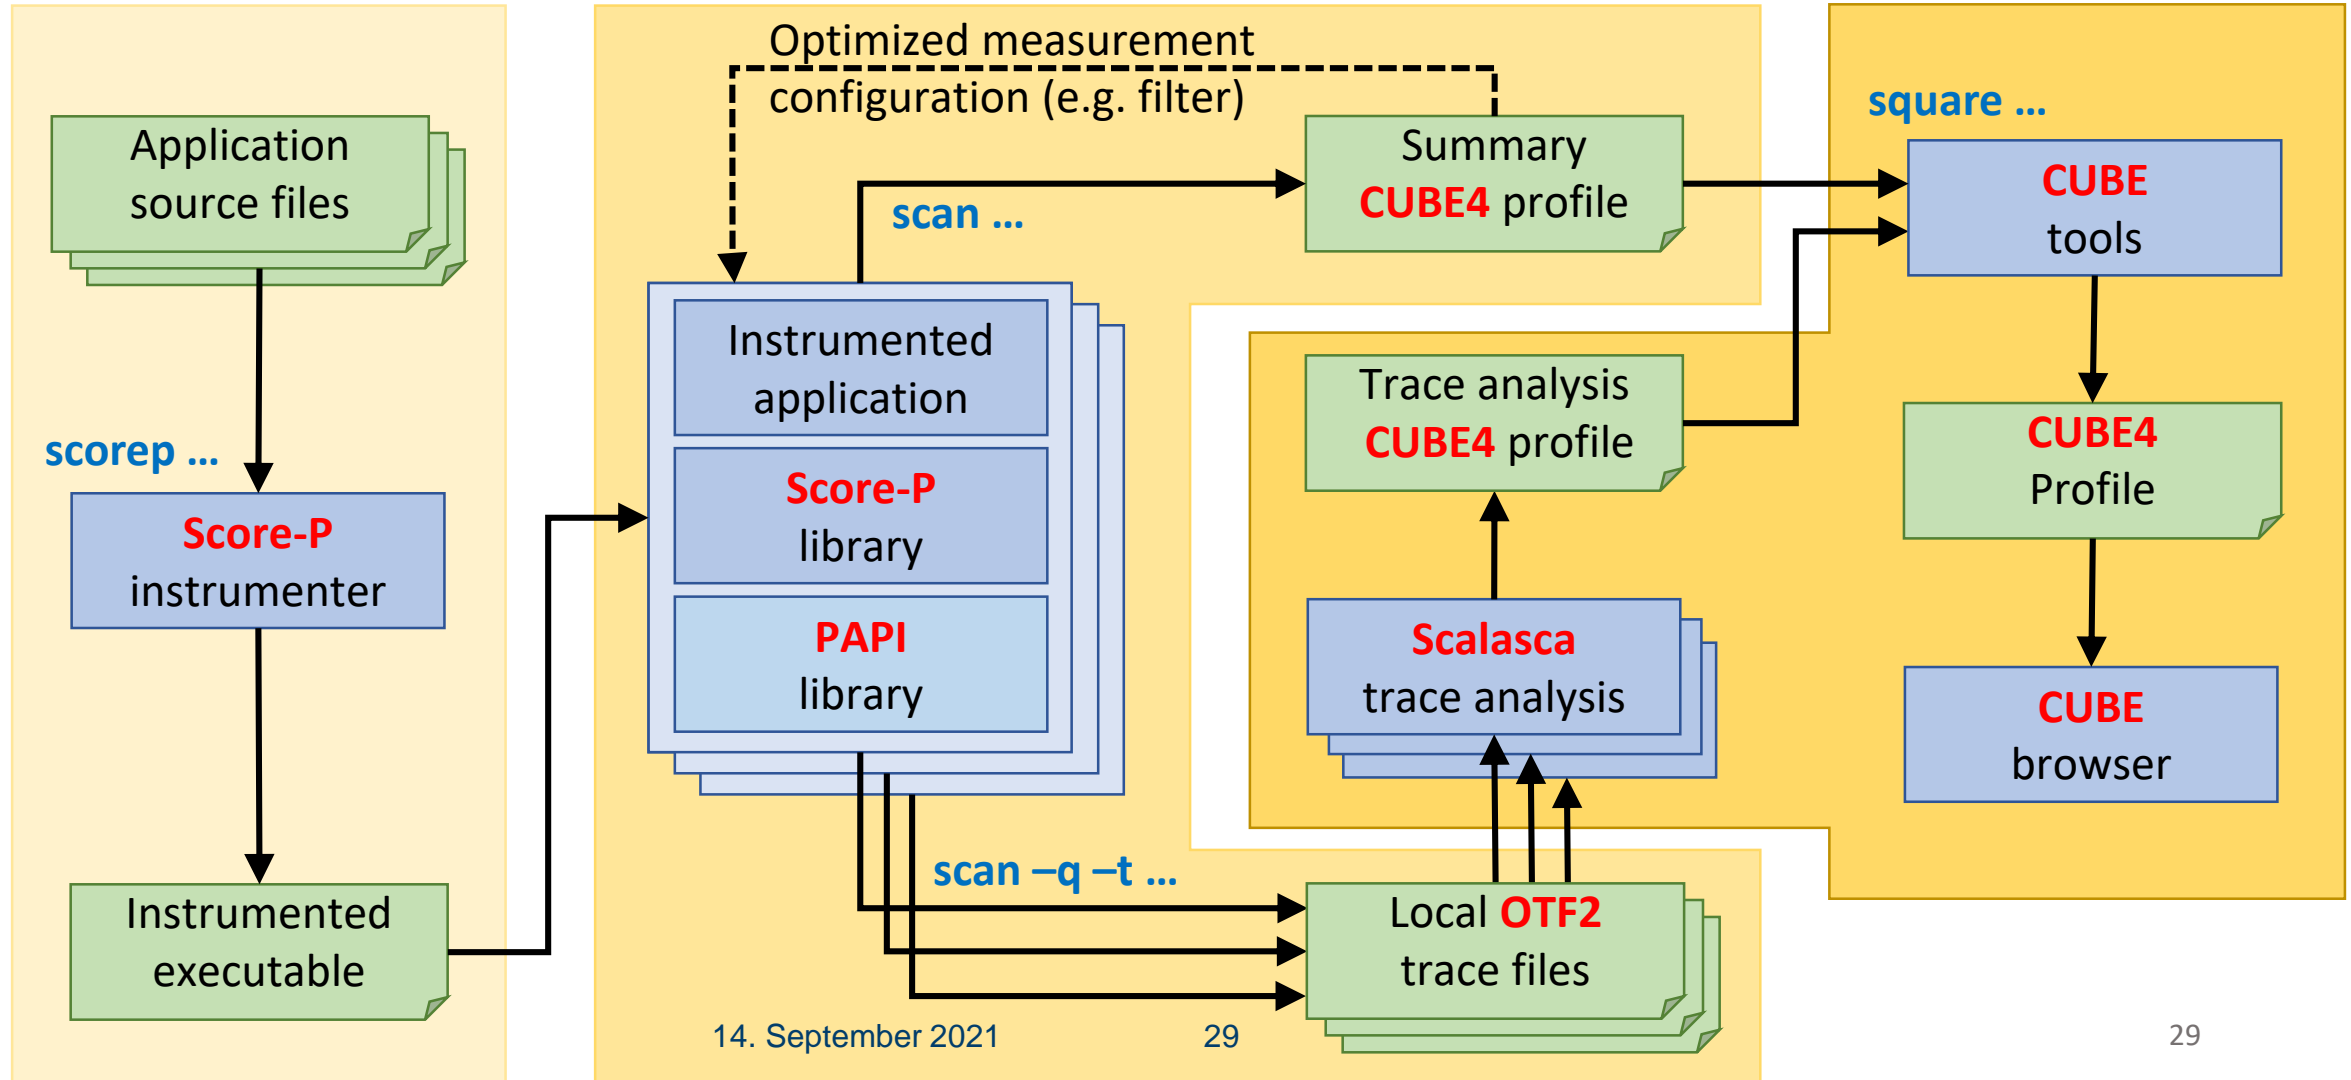 Application
source files
scorep ...
Score-P
instrumenter
Instrumented
executable
Optimized measurement
configuration (e.g. filter)
scan ...
Instrumented
application
Score-P
library
PAPI
library
scan –q –t ...
Summary
CUBE4 profile
Trace analysis
CUBE4 profile
Scalasca
trace analysis
Local OTF2
trace files
square ...
CUBE
tools
CUBE4
Profile
CUBE
browser
14. September 2021
29
29